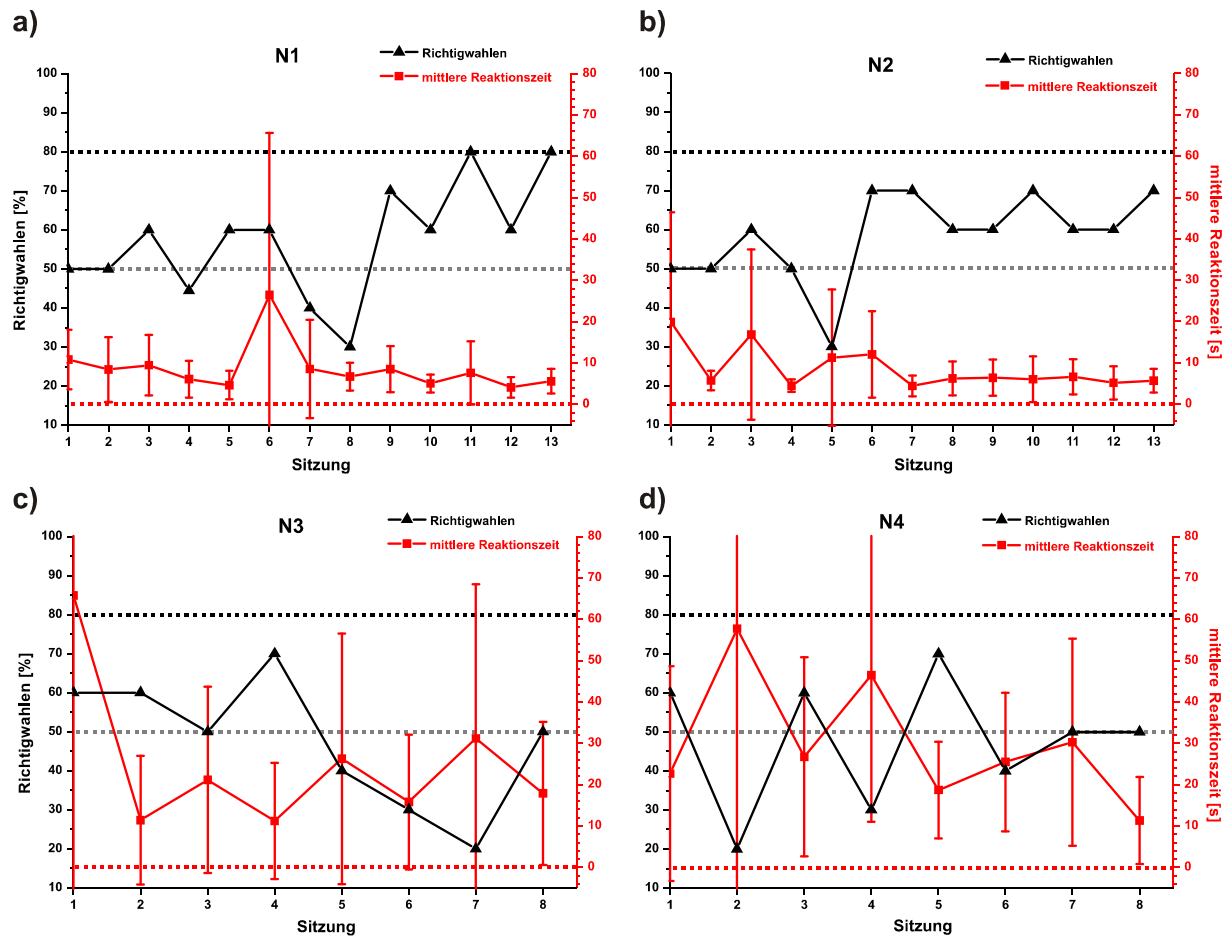 a)
N1
Richtigwahlen
mittlere Reaktionszeit
Richtigwahlen [%]
100
90
80
70
60
50
40
30
20
10
80
70
60
50
40
30
20
10
0
1 2 3 4 5 6 7 8 9 10 11 12 13
Sitzung
b)
N2
Richtigwahlen
mittlere Reaktionszeit
100
90
80
70
60
50
40
30
20
10
80
70
60
50
40
30
20
10
0
mittlere Reaktionszeit [s]
1 2 3 4 5 6 7 8 9 10 11 12 13
Sitzung
c)
N3
Richtigwahlen
mittlere Reaktionszeit
Richtigwahlen [%]
100
90
80
70
60
50
40
30
20
10
80
70
60
50
40
30
20
10
0
1 2 3 4 5 6 7 8
Sitzung
d)
N4
Richtigwahlen
mittlere Reaktionszeit
100
90
80
70
60
50
40
30
20
10
80
70
60
50
40
30
20
10
0
mittlere Reaktionszeit [s]
1 2 3 4 5 6 7 8
Sitzung